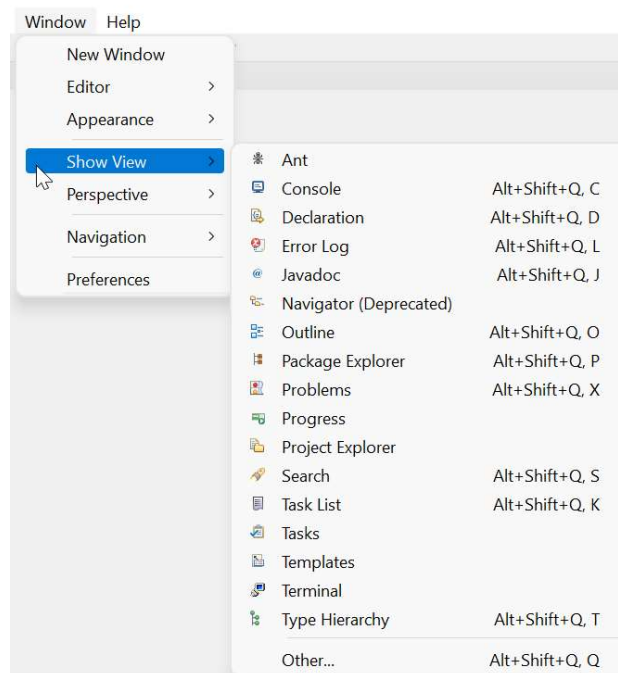 Window Help
New Window
Editor
Appearance
Show View
Perspective
Navigation
Preferences
Ant
Console Alt+Shift+Q, C
Declaration Alt+Shift+Q, D
Error Log Alt+Shift+Q, L
Javadoc Alt+Shift+Q, J
Navigator (Deprecated)
Outline Alt+Shift+Q, O
Package Explorer Alt+Shift+Q, P
Problems Alt+Shift+Q, X
Progress
Project Explorer
Search Alt+Shift+Q, S
Task List Alt+Shift+Q, K
Tasks
Templates
Terminal
Type Hierarchy Alt+Shift+Q, T
Other... Alt+Shift+Q, Q